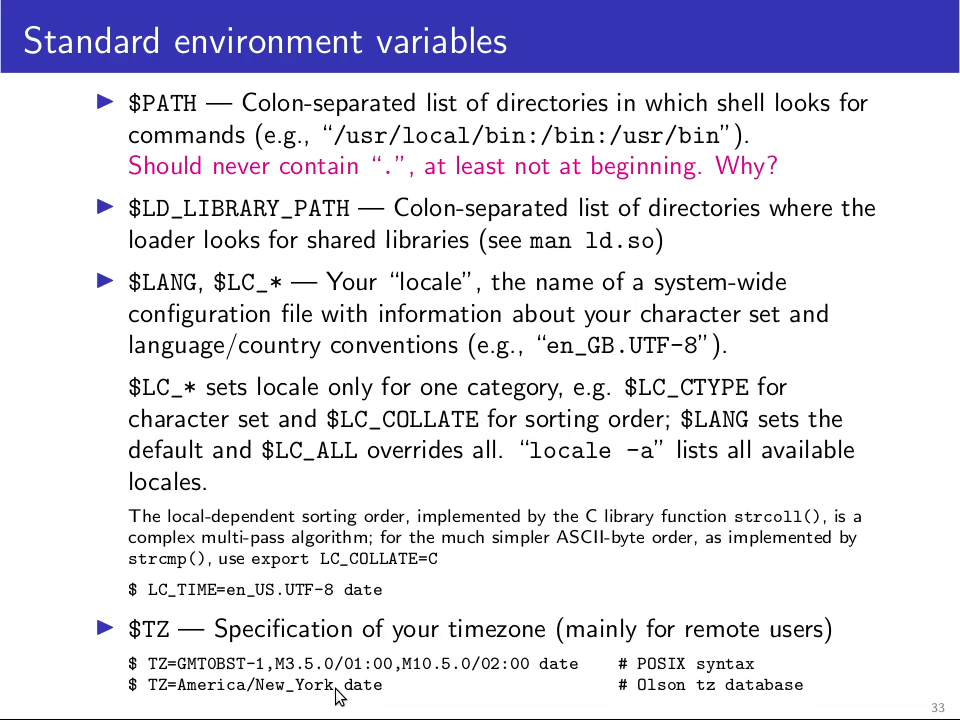 Standard environment variables
▶ $PATH — Colon-separated list of directories in which shell looks for
commands (e.g., “/usr/local/bin:/bin:/usr/bin”).
Should never contain “.”, at least not at beginning. Why?
▶ $LD_LIBRARY_PATH — Colon-separated list of directories where the
loader looks for shared libraries (see man ld.so)
▶ $LANG, $LC_* — Your “locale”, the name of a system-wide
configuration file with information about your character set and
language/country conventions (e.g., “en_GB.UTF-8”).
$LC_* sets locale only for one category, e.g. $LC_CTYPE for
character set and $LC_COLLATE for sorting order; $LANG sets the
default and $LC_ALL overrides all. “locale -a” lists all available
locales.
The local-dependent sorting order, implemented by the C library function strcoll(), is a
complex multi-pass algorithm; for the much simpler ASCII-byte order, as implemented by
strcmp(), use export LC_COLLATE=C
$ LC_TIME=en_US.UTF-8 date
▶ $TZ — Specification of your timezone (mainly for remote users)
$ TZ=GMT0BST-1,M3.5.0/01:00,M10.5.0/02:00 date # POSIX syntax
$ TZ=America/New_York date # Olson tz database
33